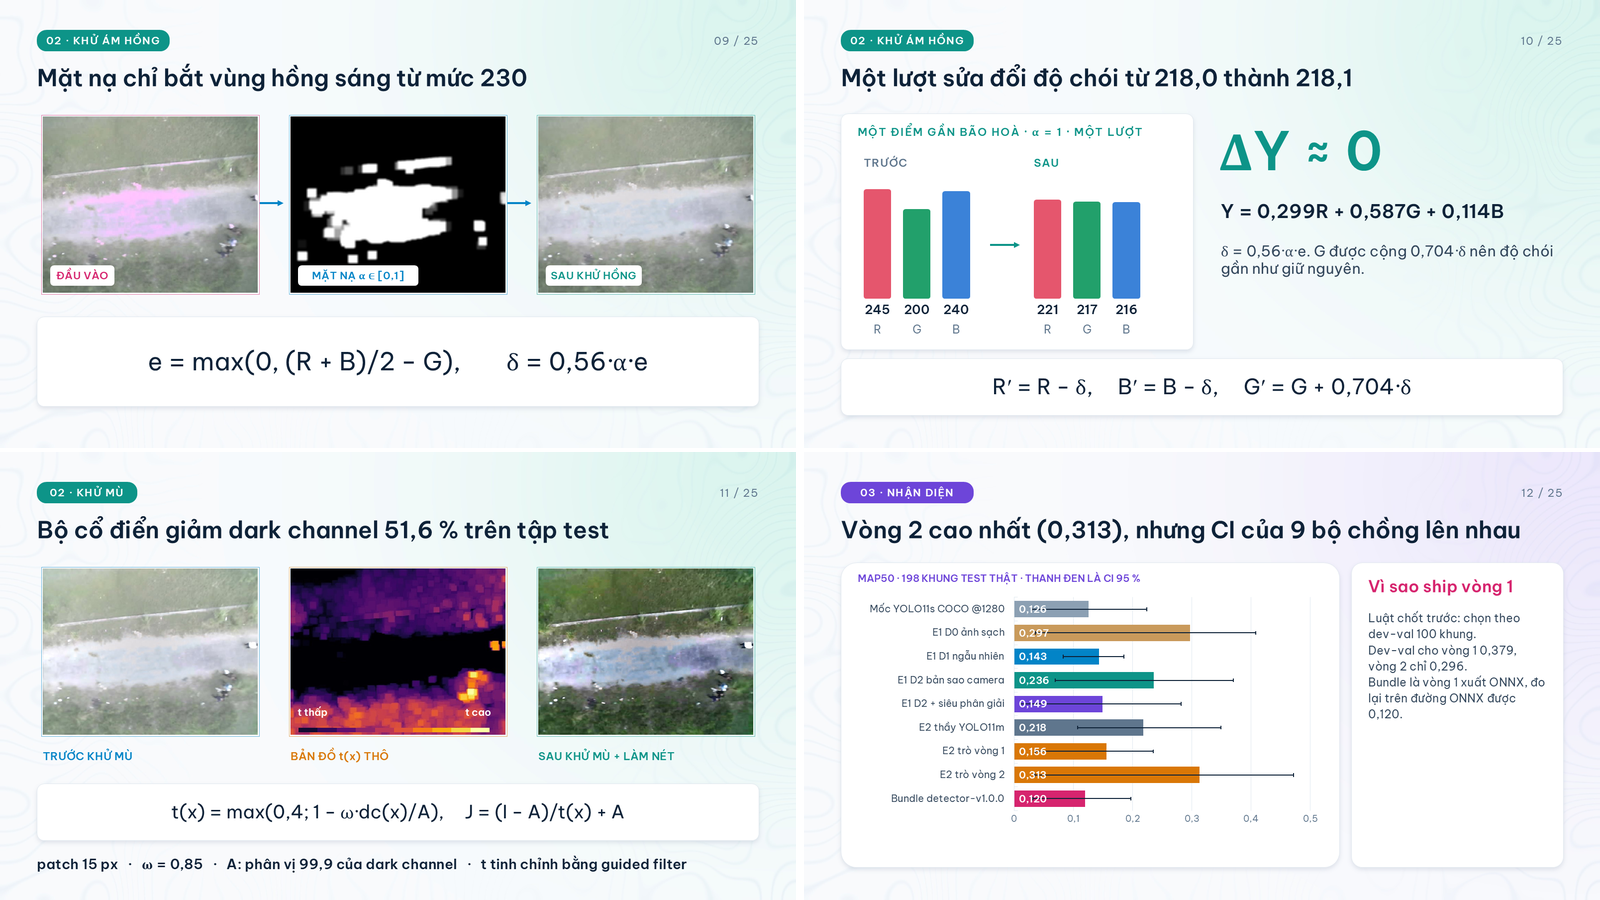 02 · KHỬ ÁM HỒNG
09 / 25
Mặt nạ chỉ bắt vùng hồng sáng từ mức 230
ĐẦU VÀO
MẶT NẠ α ∈ [0,1]
SAU KHỬ HỒNG
e = max(0, (R + B)/2 − G), δ = 0,56·α·e
02 · KHỬ ÁM HỒNG
10 / 25
Một lượt sửa đổi độ chói từ 218,0 thành 218,1
MỘT ĐIỂM GẦN BÃO HOÀ · α = 1 · MỘT LƯỢT
TRƯỚC
SAU
245 200 240
R G B
221 217 216
R G B
ΔY ≈ 0
Y = 0,299R + 0,587G + 0,114B
δ = 0,56·α·e. G được cộng 0,704·δ nên độ chói
gần như giữ nguyên.
R′ = R − δ, B′ = B − δ, G′ = G + 0,704·δ
02 · KHỬ MÙ
11 / 25
Bộ cổ điển giảm dark channel 51,6 % trên tập test
t thấp
t cao
TRƯỚC KHỬ MÙ
BẢN ĐỒ t(x) THÔ
SAU KHỬ MÙ + LÀM NÉT
t(x) = max(0,4; 1 − ω·dc(x)/A), J = (I − A)/t(x) + A
patch 15 px · ω = 0,85 · A: phân vị 99,9 của dark channel · t tinh chỉnh bằng guided filter
03 · NHẬN DIỆN
12 / 25
Vòng 2 cao nhất (0,313), nhưng CI của 9 bộ chồng lên nhau
MAP50 · 198 KHUNG TEST THẬT · THANH ĐEN LÀ CI 95 %
Mốc YOLO11s COCO @1280 0,126
E1 D0 ảnh sạch 0,297
E1 D1 ngẫu nhiên 0,143
E1 D2 bản sao camera 0,236
E1 D2 + siêu phân giải 0,149
E2 thầy YOLO11m 0,218
E2 trò vòng 1 0,156
E2 trò vòng 2 0,313
Bundle detector-v1.0.0 0,120
0 0,1 0,2 0,3 0,4 0,5
Vì sao ship vòng 1
Luật chốt trước: chọn theo
dev-val 100 khung.
Dev-val cho vòng 1 0,379,
vòng 2 chỉ 0,296.
Bundle là vòng 1 xuất ONNX, đo
lại trên đường ONNX được
0,120.